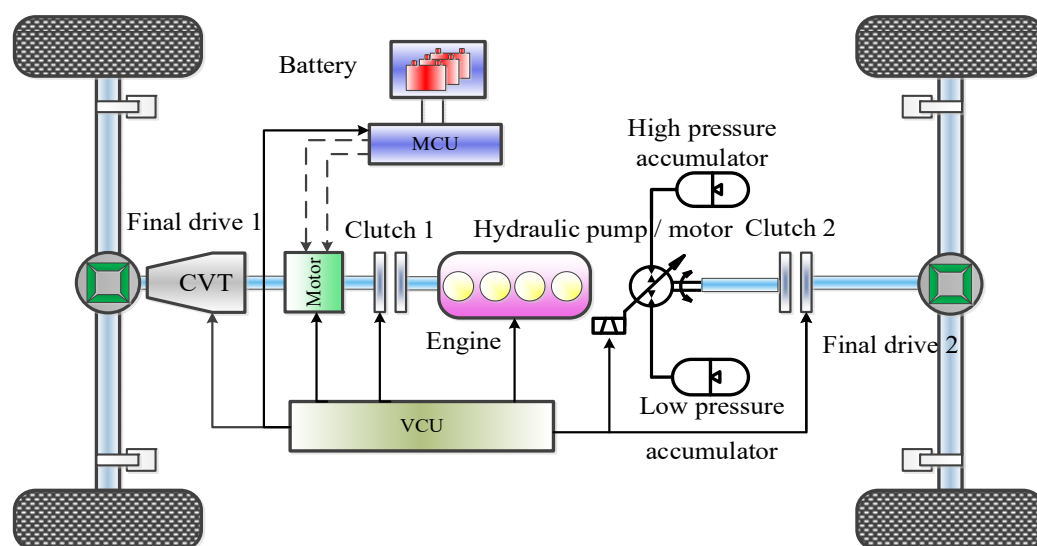 Battery
MCU
High pressure
accumulator
Final drive 1
Clutch 1
Hydraulic pump / motor
Clutch 2
CVT
Motor
Engine
Final drive 2
Low pressure
accumulator
VCU